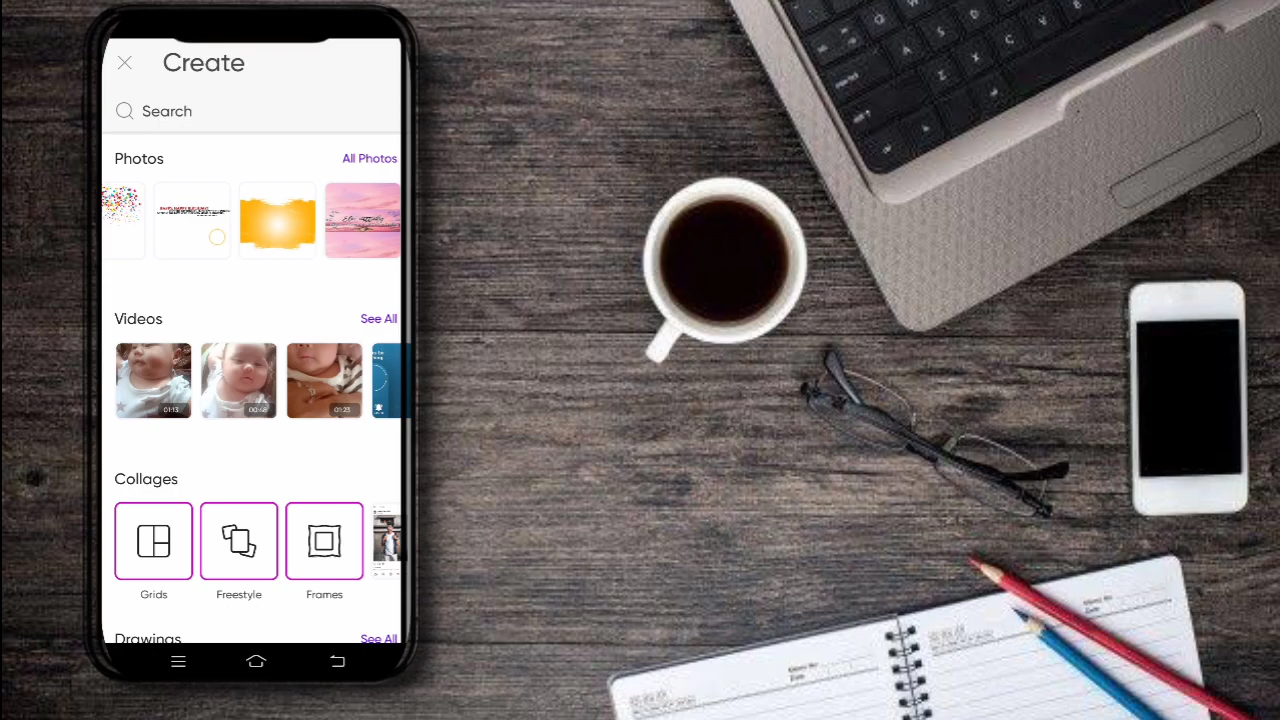 Create
Search
Photos
All Photos
Videos
See All
01:13
00:48
01:23
Collages
Grids
Freestyle
Frames
Drawings
See All